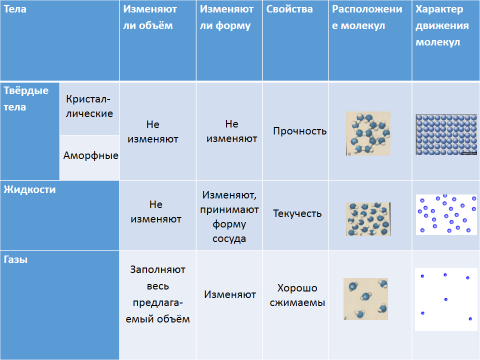 Тела
Изменяют
ли объём
Изменяют
ли форму
Свойства
Расположени
е молекул
Характер
движения
молекул
Твёрдые
тела
Кристал-
лические
Аморфные
Не
изменяют
Не
изменяют
Прочность
Жидкости
Не
изменяют
Изменяют,
принимают
форму
сосуда
Текучесть
Газы
Заполняют
весь
предлага-
емый объём
Изменяют
Хорошо
сжимаемы